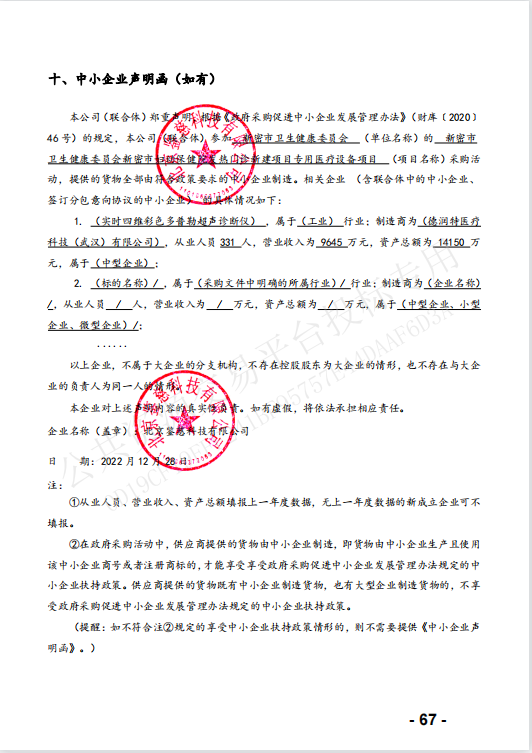 十、中小企业声明函（如有）
本公司（联合体）郑重声明，根据《政府采购促进中小企业发展管理办法》（财库〔2020〕
46号）的规定，本公司（联合体）参加 新密市卫生健康委员会 （单位名称）的 新密市
卫生健康委员会新密市妇幼保健院发热门诊新建项目专用医疗设备项目 （项目名称）采购活
动，提供的货物全部由符合政策要求的中小企业制造。相关企业 （含联合体中的中小企业、
签订分包意向协议的中小企业） 的具体情况如下：
1. （实时四维彩色多普勒超声诊断仪） ，属于（工业） 行业；制造商为（德润特医疗
科技（武汉）有限公司），从业人员 331 人，营业收入为 9645 万元，资产总额为 14150 万
元，属于（中型企业）；
2. （标的名称）/，属于（采购文件中明确的所属行业）/ 行业；制造商为（企业名称）
/，从业人员 / 人，营业收入为 / 万元，资产总额为 / 万元，属于（中型企业、小型
企业、微型企业）/；
......
以上企业，不属于大企业的分支机构，不存在控股股东为大企业的情形，也不存在与大企
业的负责人为同一人的情形。
本企业对上述声明内容的真实性负责。如有虚假，将依法承担相应责任。
企业名称（盖章）：北京鉴慈科技有限公司
日 期：2022年12月28日
注：
①从业人员、营业收入、资产总额填报上一年度数据，无上一年度数据的新成立企业可不
填报。
②在政府采购活动中，供应商提供的货物由中小企业制造，即货物由中小企业生产且使用
该中小企业商号或者注册商标的，才能享受享受政府采购促进中小企业发展管理办法规定的中
小企业扶持政策。供应商提供的货物既有中小企业制造货物，也有大型企业制造货物的，不享
受政府采购促进中小企业发展管理办法规定的中小企业扶持政策。
（提醒：如不符合注②规定的享受中小企业扶持政策情形的，则不需要提供《中小企业声
明函》。）
- 67 -